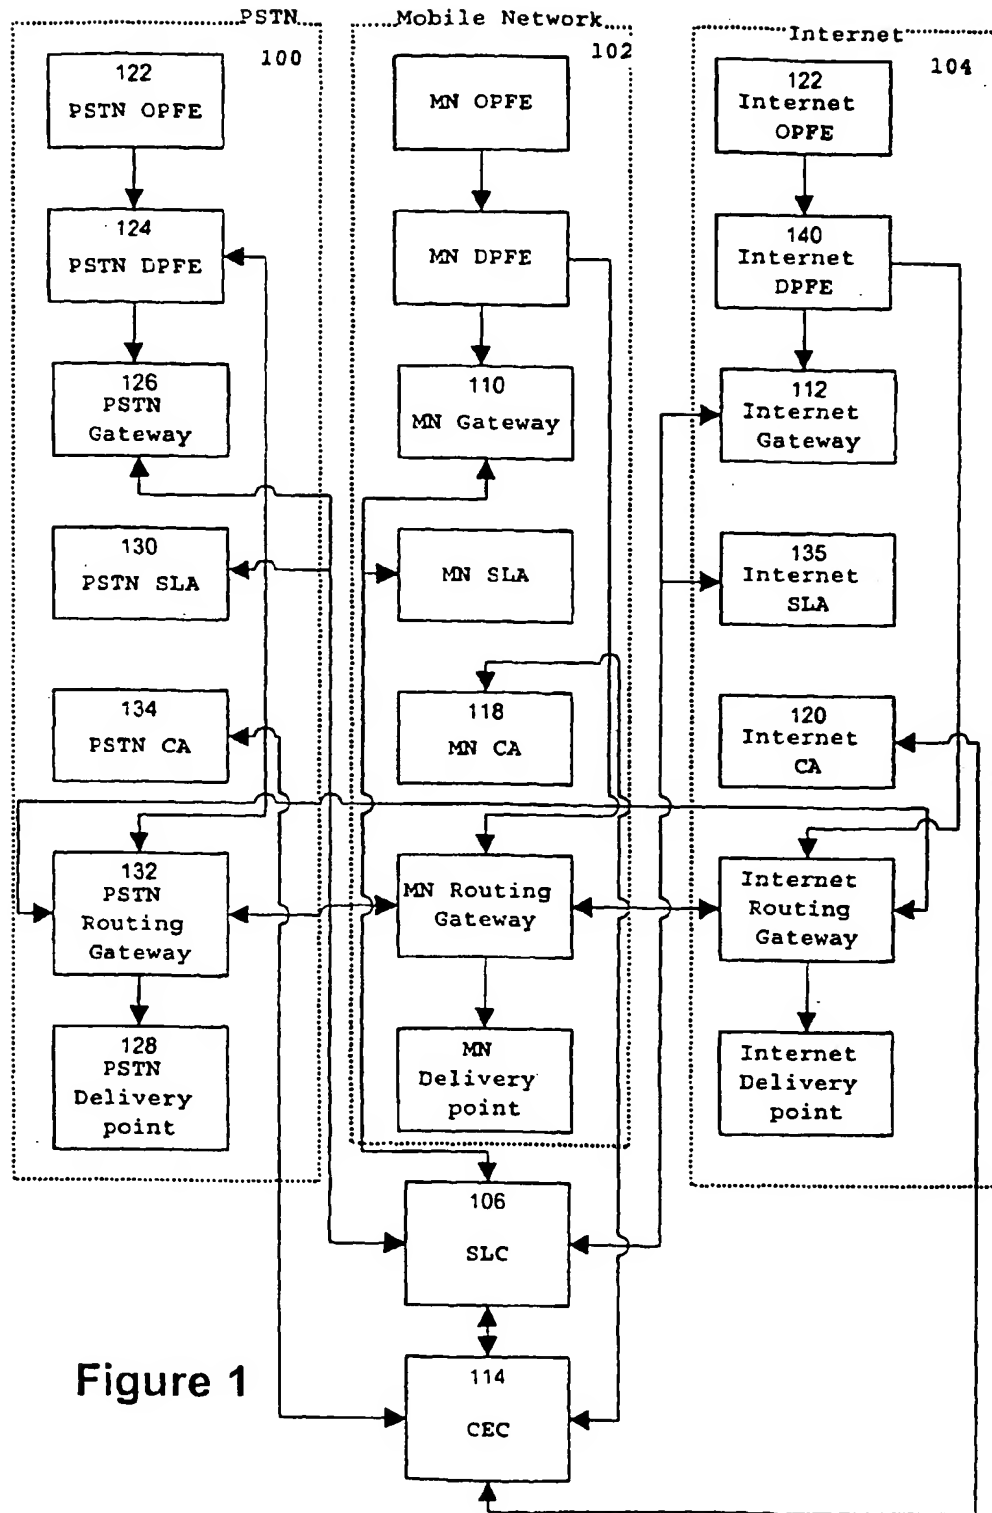 PSTN
100
122
PSTN OPFE
124
PSTN DPFE
126
PSTN
Gateway
130
PSTN SLA
134
PSTN CA
132
PSTN
Routing
Gateway
128
PSTN
Delivery
point
Mobile Network
102
MN OPFE
MN DPFE
110
MN Gateway
MN SLA
118
MN CA
MN Routing
Gateway
MN
Delivery
point
Internet
104
122
Internet
OPFE
140
Internet
DPFE
112
Internet
Gateway
135
Internet
SLA
120
Internet
CA
Internet
Routing
Gateway
Internet
Delivery
point
106
SLC
114
CEC
Figure 1